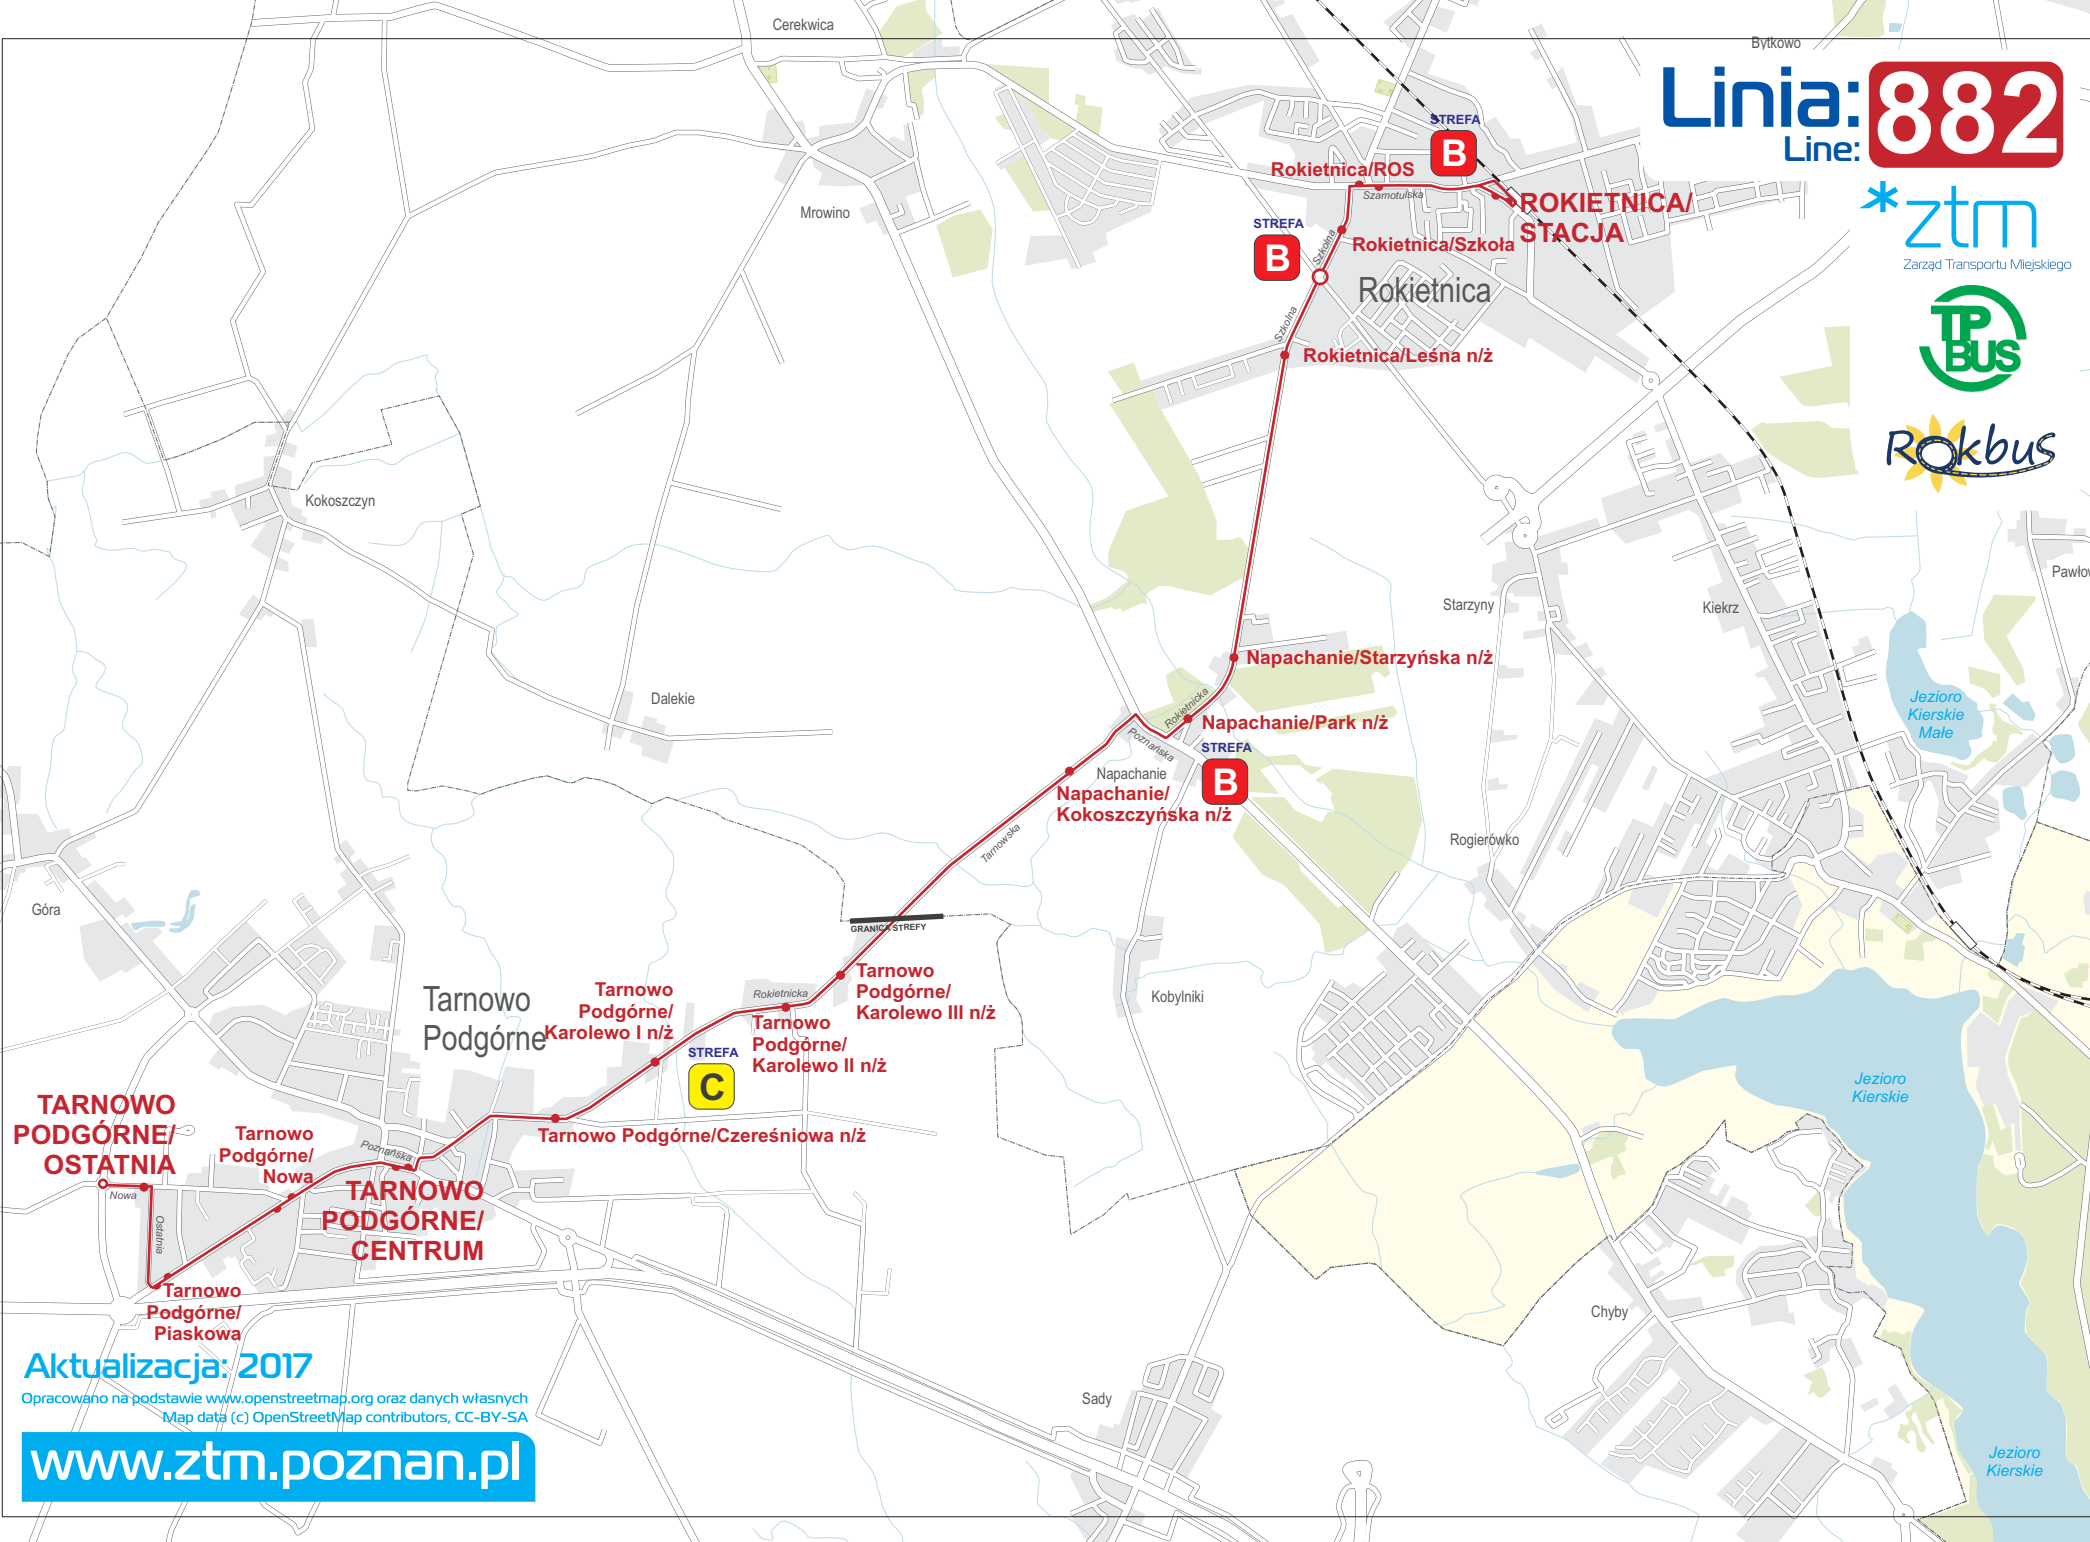 Cerekwica
Bytkowo
Linia: 882
Line:
STREFA
B
Rokietnica/ROS
Szamotulska
ROKIETNICA/
STACJA
*ztm
Zarząd Transportu Miejskiego
Mrowino
STREFA
B
Szkolna
Rokietnica/Szkoła
Rokietnica
Szkolna
Rokietnica/Leśna n/ż
TP
BUS
Rokbus
Kokoszczyn
Pawło
Starzyny
Kiekrz
Napachanie/Starzyńska n/ż
Dalekie
Rokietnicka
Napachanie/Park n/ż
Poznańska
STREFA
B
Jezioro
Kierskie
Małe
Napachanie
Napachanie/
Kokoszczyńska n/ż
Tarnowska
Rogierówko
Góra
GRANICA STREFY
Tarnowo
Podgórne
Tarnowo
Podgórne/
Karolewo I n/ż
Rokietnicka
Tarnowo
Podgórne/
Karolewo II n/ż
Tarnowo
Podgórne/
Karolewo III n/ż
Kobylniki
STREFA
C
Jezioro
Kierskie
TARNOWO
PODGÓRNE/
OSTATNIA
Tarnowo
Podgórne/
Nowa
Poznańska
Tarnowo Podgórne/Czereśniowa n/ż
Nowa
Ostatnia
TARNOWO
PODGÓRNE/
CENTRUM
Tarnowo
Podgórne/
Piaskowa
Chyby
Sady
Jezioro
Kierskie
Aktualizacja: 2017
Opracowano na podstawie www.openstreetmap.org oraz danych własnych
Map data (c) OpenStreetMap contributors, CC-BY-SA
www.ztm.poznan.pl